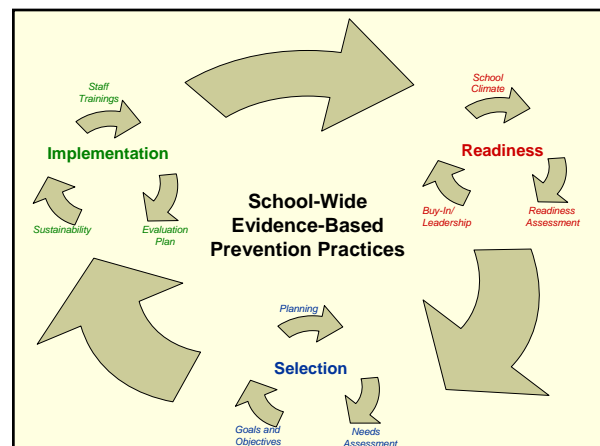 Staff
Trainings
Implementation
Sustainability
Evaluation
Plan
School
Climate
Readiness
Buy-In/
Leadership
Readiness
Assessment
School-Wide
Evidence-Based
Prevention Practices
Planning
Selection
Goals and
Objectives
Needs
Assessment